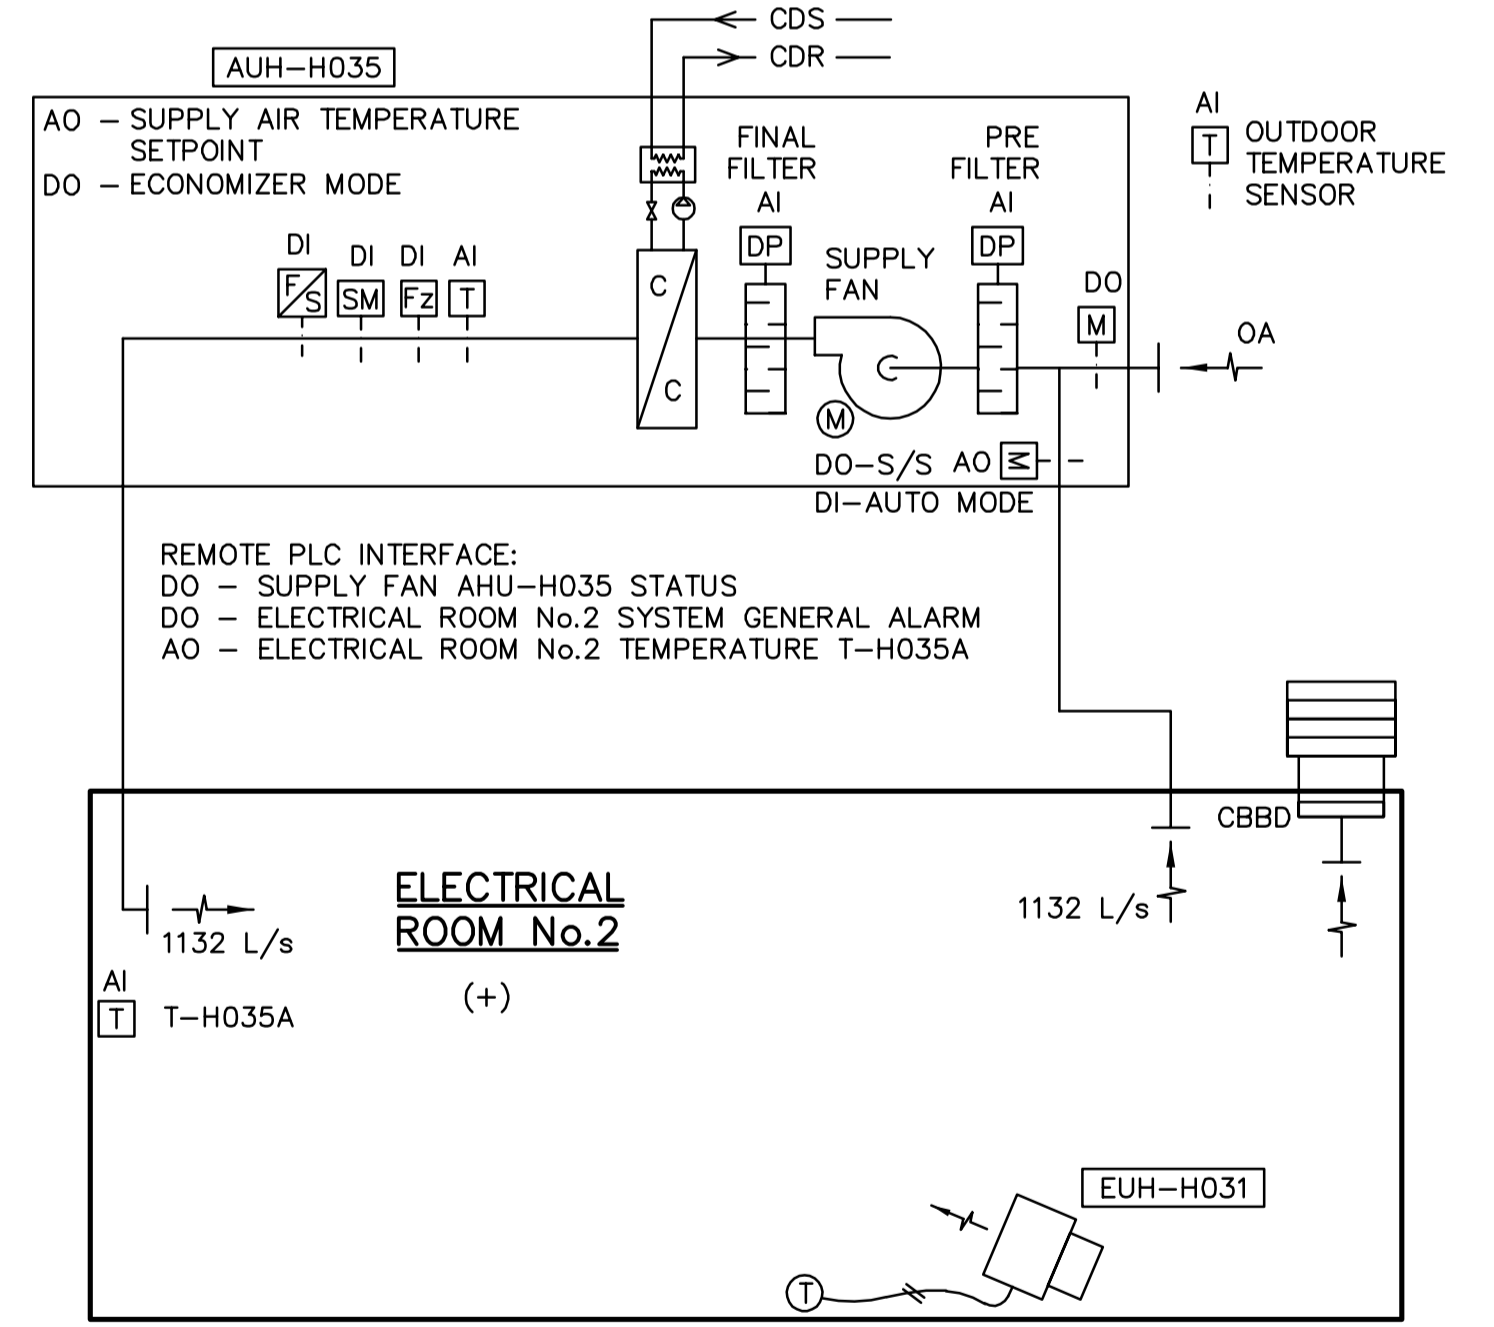 CDS
CDR
AUH-H035
AO - SUPPLY AIR TEMPERATURE
SETPOINT
DO - ECONOMIZER MODE
FINAL
FILTER
AI
DP
PRE
FILTER
AI
DP
AI
T
OUTDOOR
TEMPERATURE
SENSOR
DI
F/S
DI
SM
DI
Fz
AI
T
C
C
SUPPLY
FAN
M
DO
M
OA
DO-S/S
AO
M
DI-AUTO MODE
REMOTE PLC INTERFACE:
DO - SUPPLY FAN AHU-H035 STATUS
DO - ELECTRICAL ROOM No.2 SYSTEM GENERAL ALARM
AO - ELECTRICAL ROOM No.2 TEMPERATURE T-H035A
CBBD
ELECTRICAL
ROOM No.2
(+)
1132 L/s
1132 L/s
AI
T
T-H035A
EUH-H031
T